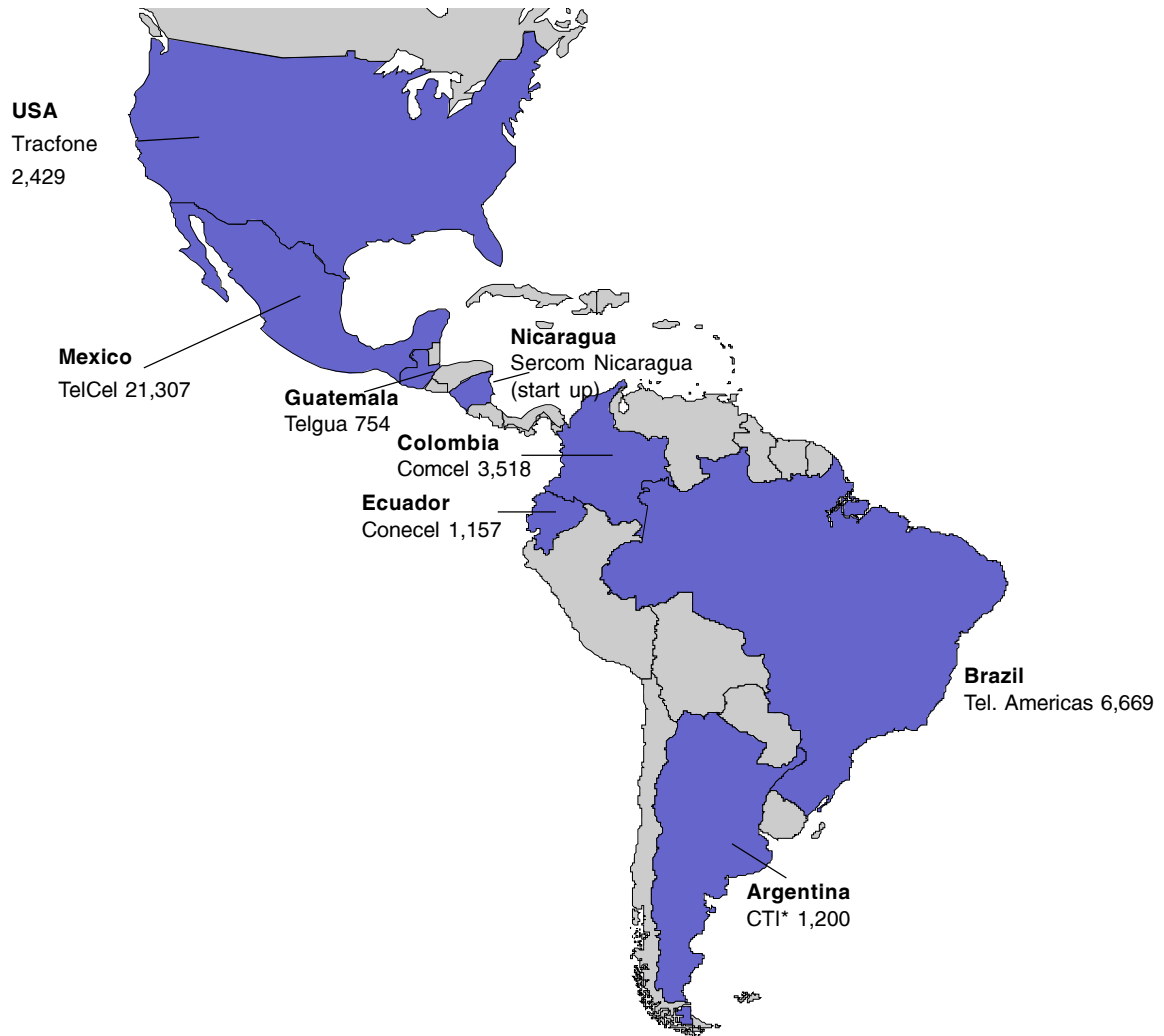 USA
Tracfone
2,429
Mexico
TelCel 21,307
Guatemala
Telgua 754
Nicaragua
Sercom Nicaragua
(start up)
Colombia
Comcel 3,518
Ecuador
Conecel 1,157
Brazil
Tel. Americas 6,669
Argentina
CTI* 1,200